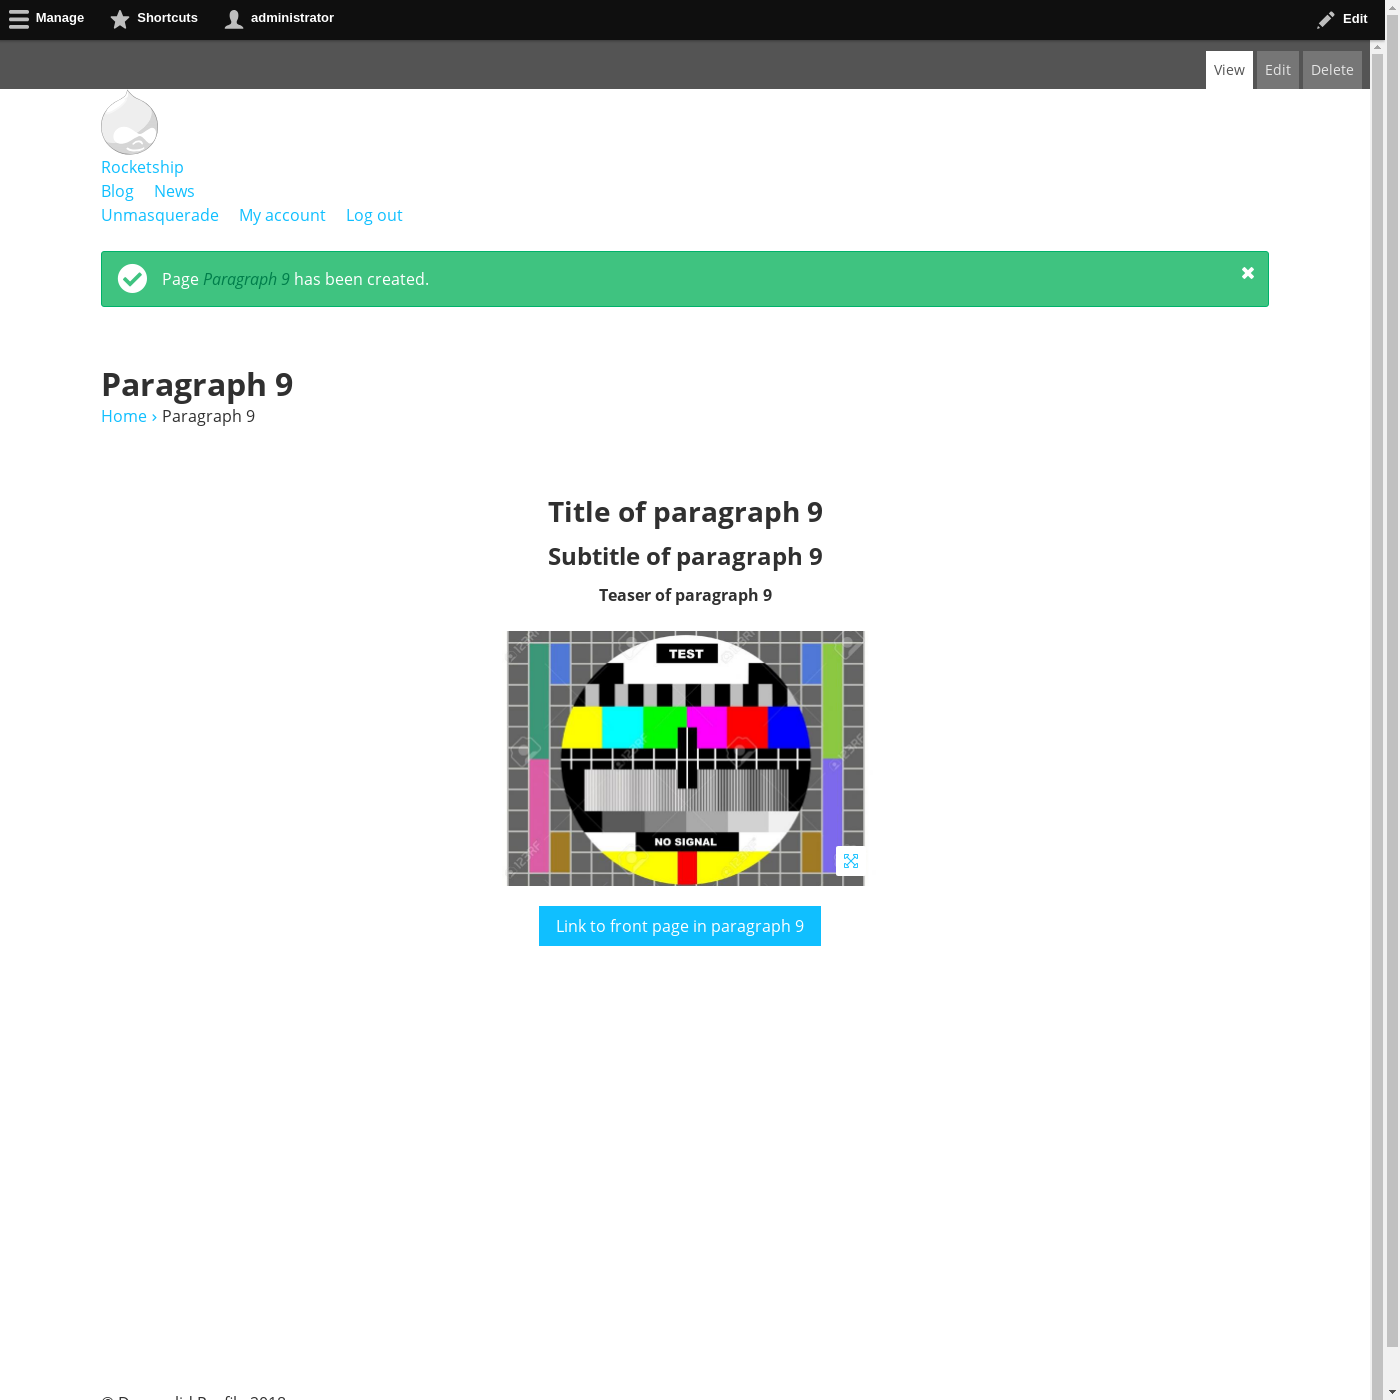 Manage Shortcuts administrator Edit
View Edit Delete
Rocketship
Blog News
Unmasquerade My account Log out
Page Paragraph 9 has been created.
Paragraph 9
Home › Paragraph 9
Title of paragraph 9
Subtitle of paragraph 9
Teaser of paragraph 9
TEST
NO SIGNAL
123RF
Link to front page in paragraph 9